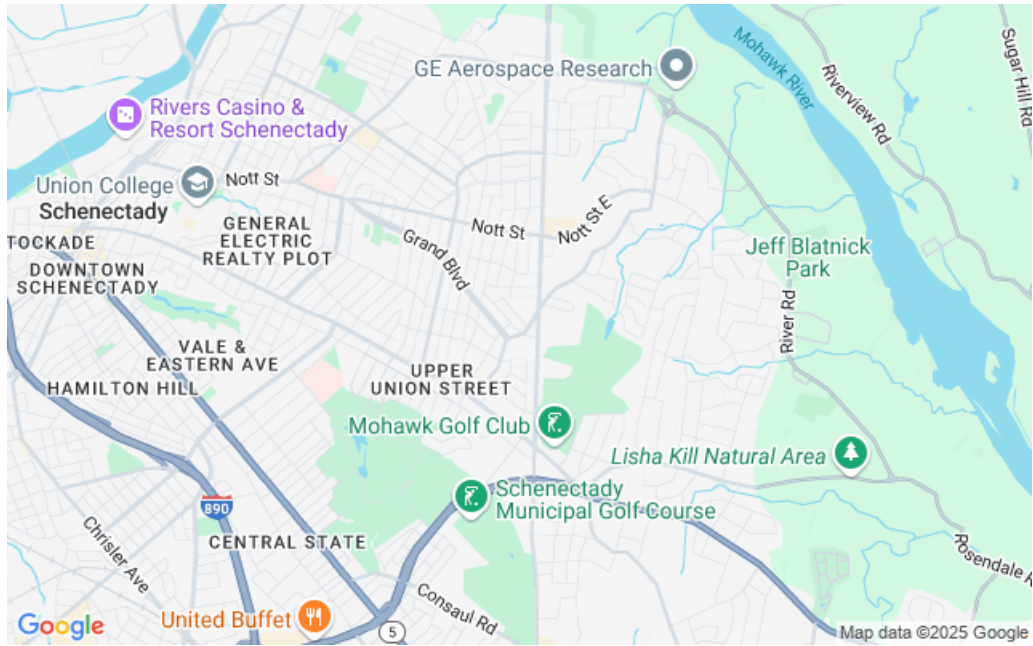 GE Aerospace Research
Mohawk
River
Riverview Rd
Sugar Hill Rd
Rivers Casino &
Resort Schenectady
Union College
Schenectady
Nott St
TOCKADE
GENERAL
ELECTRIC
REALTY PLOT
Nott St
Nott St E
Grand Blvd
Jeff Blatnick
Park
DOWNTOWN
SCHENECTADY
River Rd
VALE &
EASTERN AVE
HAMILTON HILL
UPPER
UNION STREET
Mohawk Golf Club
Lisha Kill Natural Area
Schenectady
Municipal Golf Course
890
CENTRAL STATE
Chrisler Ave
Rosendale R
Consaul Rd
United Buffet
5
Google
Map data ©2025 Google